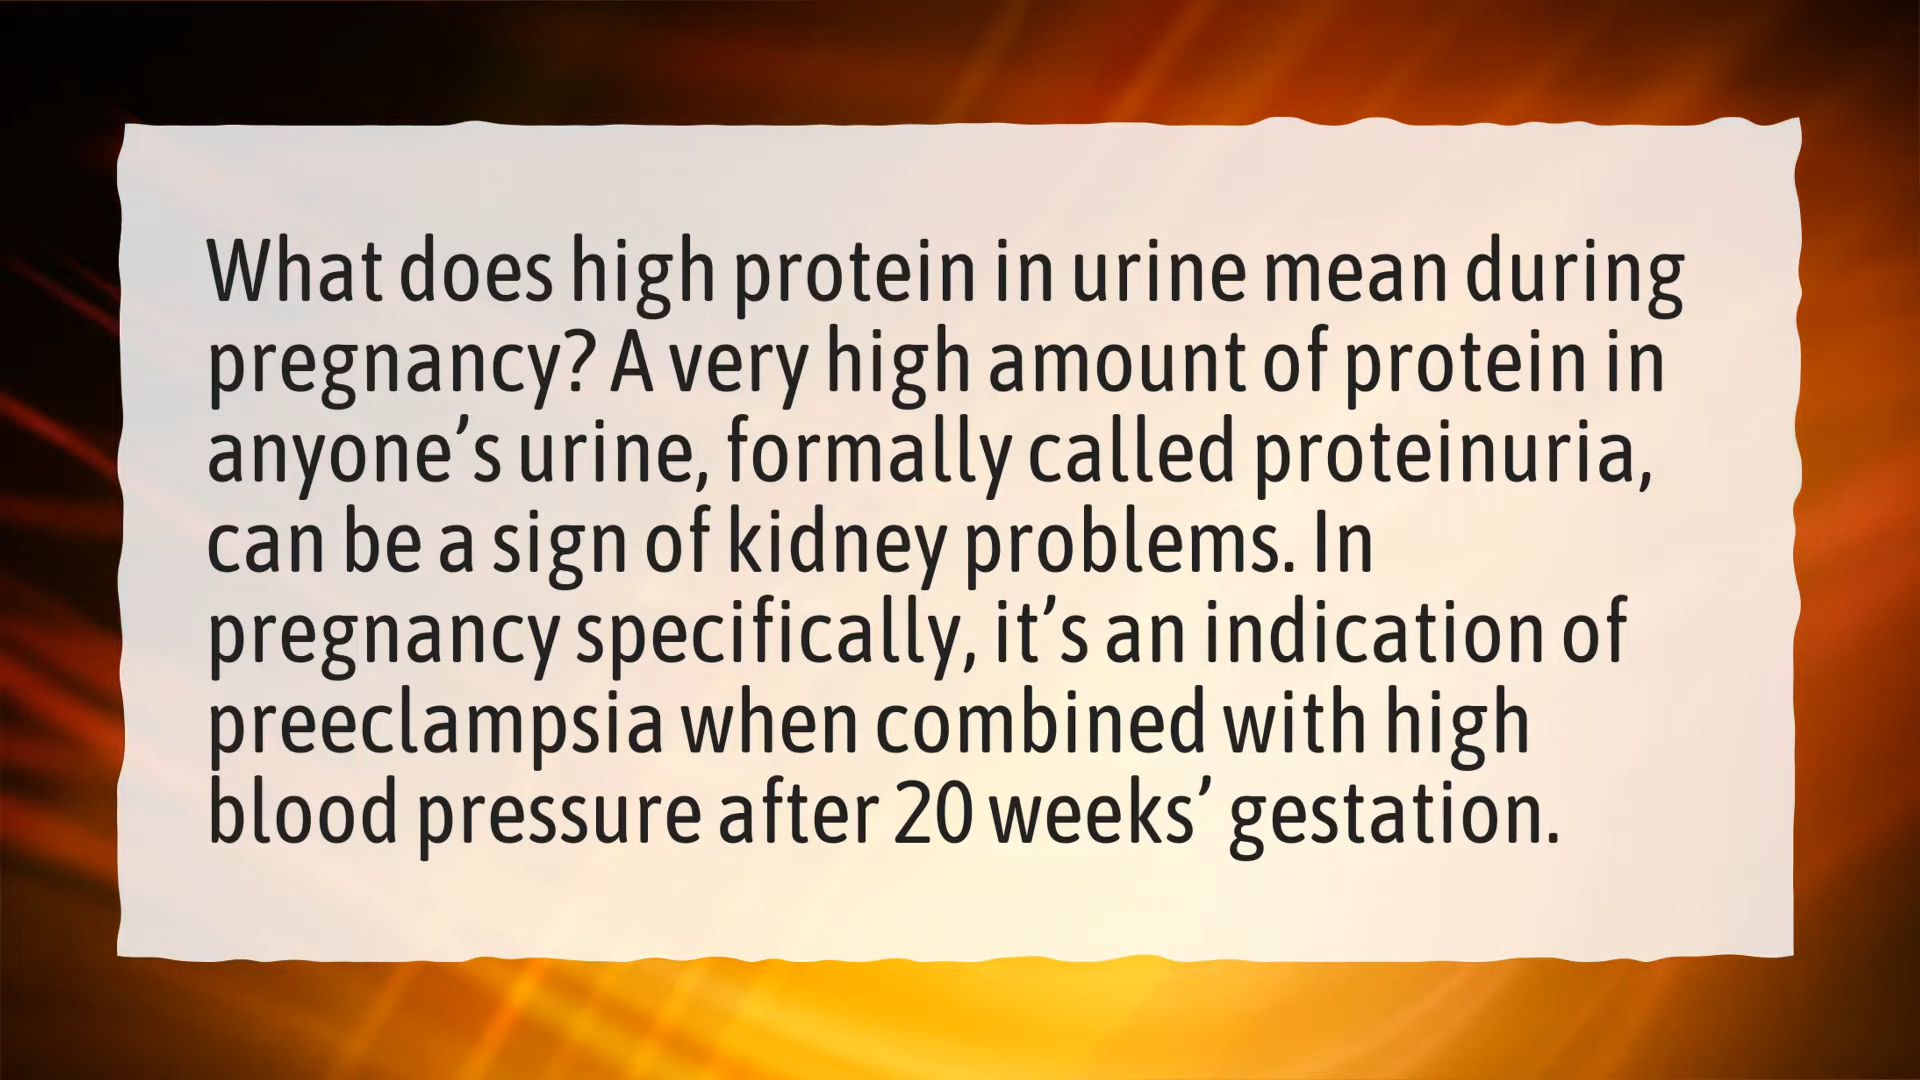 What does high protein in urine mean during
pregnancy? A very high amount of protein in
anyone’s urine, formally called proteinuria,
can be a sign of kidney problems. In
pregnancy specifically, it’s an indication of
preeclampsia when combined with high
blood pressure after 20 weeks’ gestation.